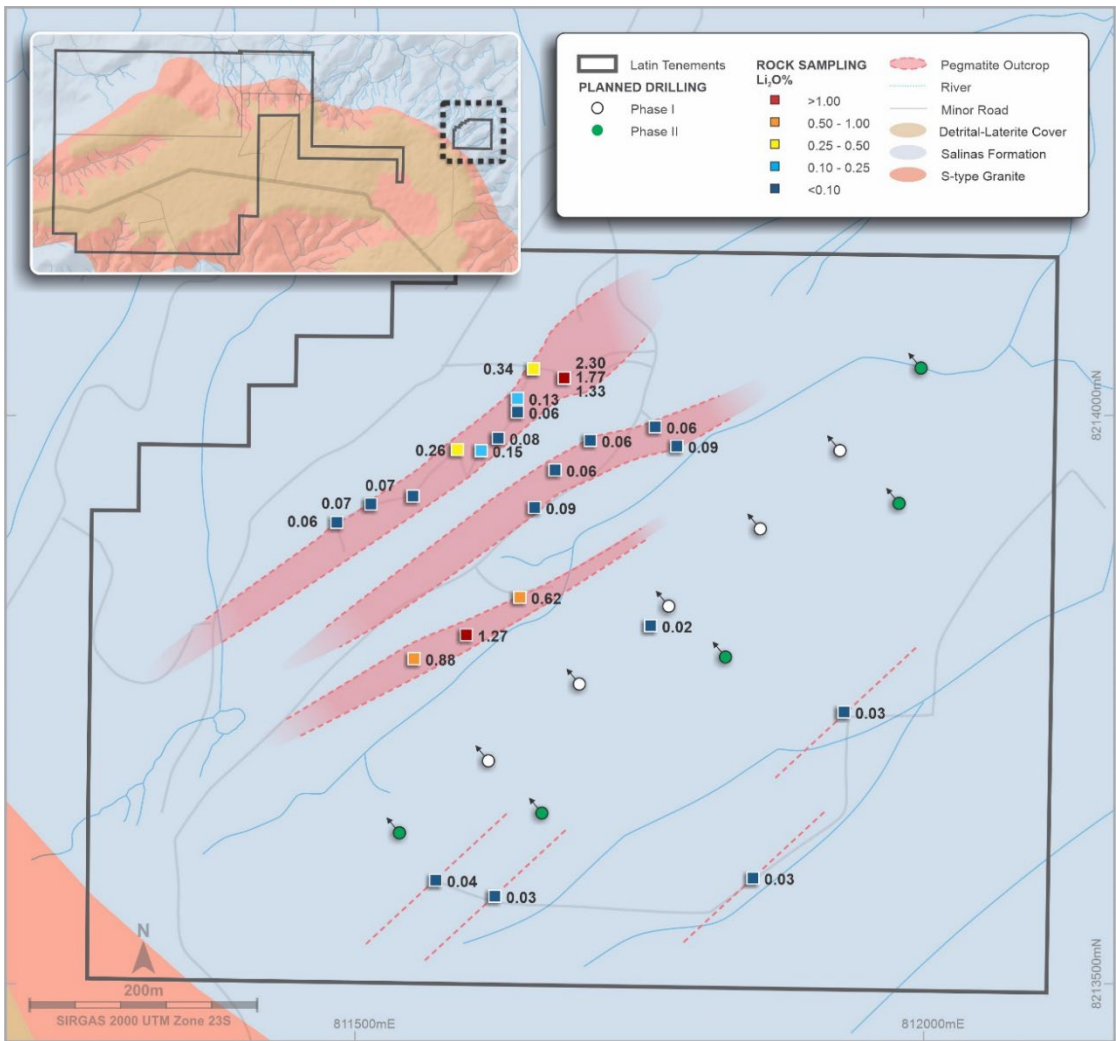 Latin Tenements
PLANNED DRILLING
Phase I
Phase II
ROCK SAMPLING
Li₂O%
>1.00
0.50 - 1.00
0.25 - 0.50
0.10 - 0.25
<0.10
Pegmatite Outcrop
River
Minor Road
Detrital-Laterite Cover
Salinas Formation
S-type Granite
0.34
2.30
1.77
1.33
0.13
0.06
0.08
0.26
0.15
0.07
0.07
0.06
0.06
0.06
0.09
0.06
0.09
0.62
1.27
0.88
0.02
0.03
0.04
0.03
0.03
8214000mN
8213500mN
N
200m
SIRGAS 2000 UTM Zone 23S
811500mE
812000mE